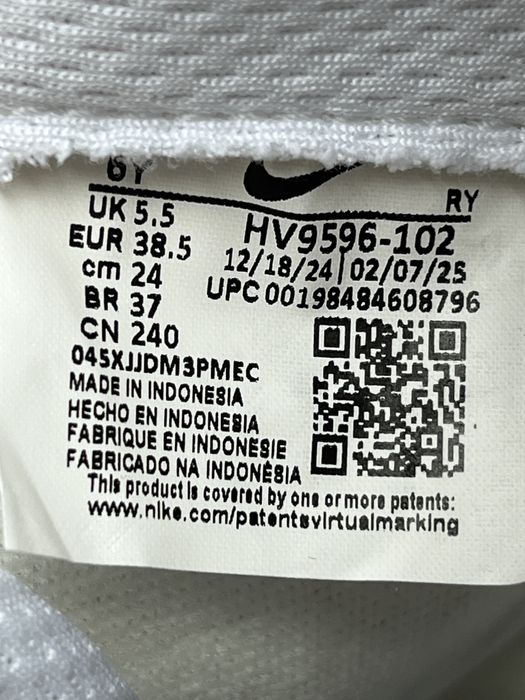 6Y
RY
UK 5.5
HV9596-102
EUR 38.5
12/18/24|02/07/25
cm 24
UPC 00198484608796
BR 37
CN 240
045XJJDM3PMEC
MADE IN INDONESIA
HECHO EN INDONESIA
FABRIQUE EN INDONESIE
FABRICADO NA INDONÉSIA
This product is covered by one or more patents:
www.nike.com/patentsvirtualmarking